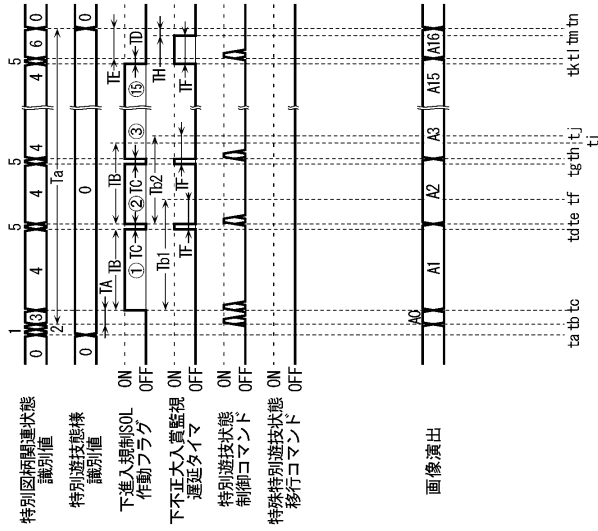 特別図柄関連状態
識別値
0
1
2
3
4
5
4
5
4
5
4
5
6
0
Ta
特別遊技態様
識別値
0
0
0
下進入規制SOL
作動フラグ
ON
OFF
TA
TB
TB
TE
① TC
② TC
③
⑮
TD
下不正大入賞監視
遅延タイマ
ON
OFF
Tb1
Tb2
TF
TF
TF
TH
特別遊技状態
制御コマンド
ON
OFF
特殊特別遊技状態
移行コマンド
ON
OFF
画像演出
A0
A1
A2
A3
A15
A16
ta
tb
tc
td
te
tf
tg
th
ti
tj
tk
tl
tm
tn